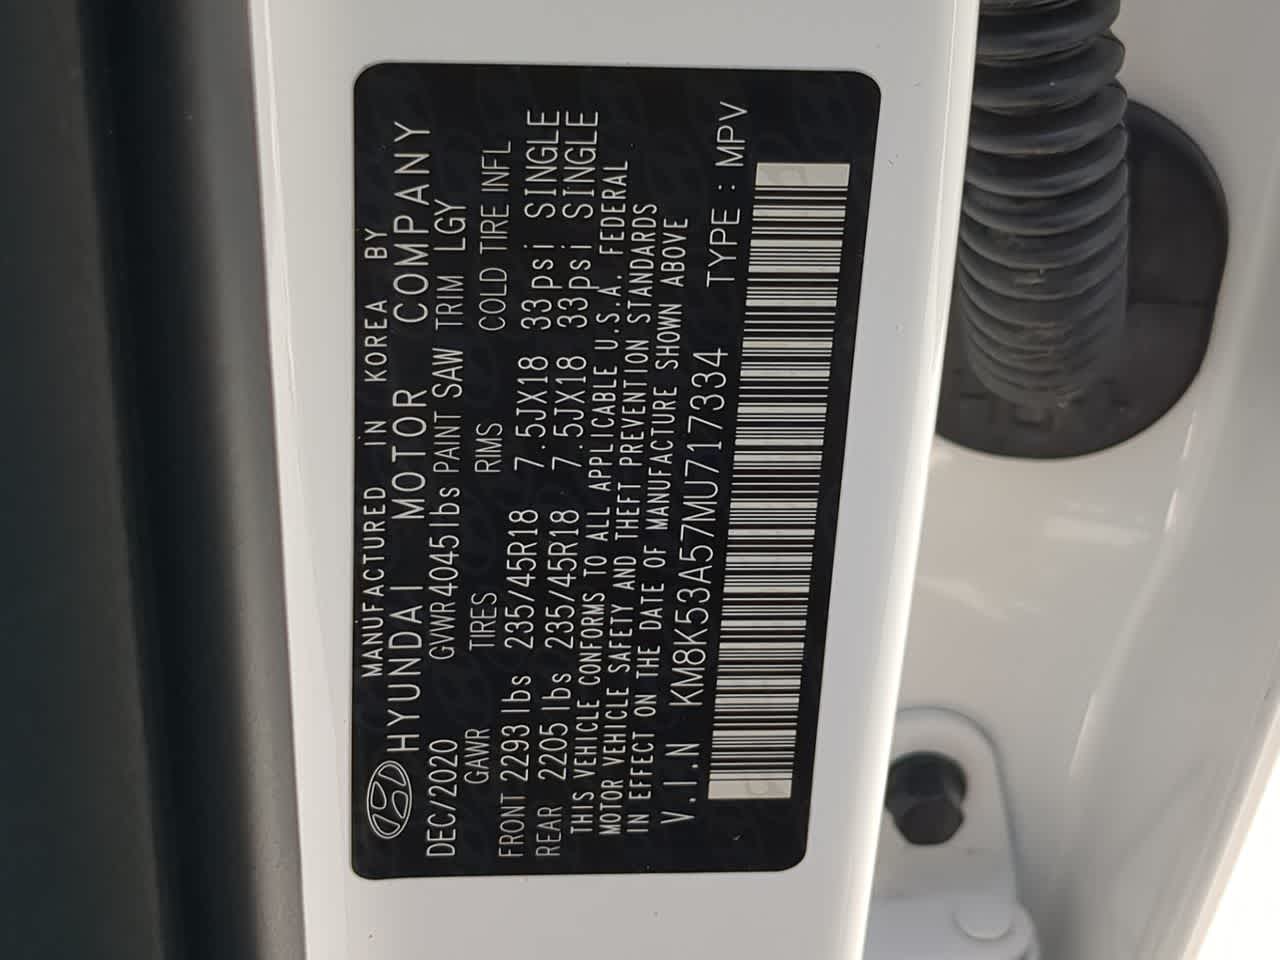 MANUFACTURED IN KOREA BY
HYUNDAI MOTOR COMPANY
DEC/2020 GVWR 4045lbs PAINT SAW TRIM LGY
GAWR TIRES RIMS COLD TIRE INFL
FRONT 2293lbs 235/45R18 7.5JX18 33psi SINGLE
REAR 2205lbs 235/45R18 7.5JX18 33psi SINGLE
THIS VEHICLE CONFORMS TO ALL APPLICABLE U.S.A. FEDERAL
MOTOR VEHICLE SAFETY AND THEFT PREVENTION STANDARDS
IN EFFECT ON THE DATE OF MANUFACTURE SHOWN ABOVE
V.I.N KM8K53A57MU717334 TYPE : MPV